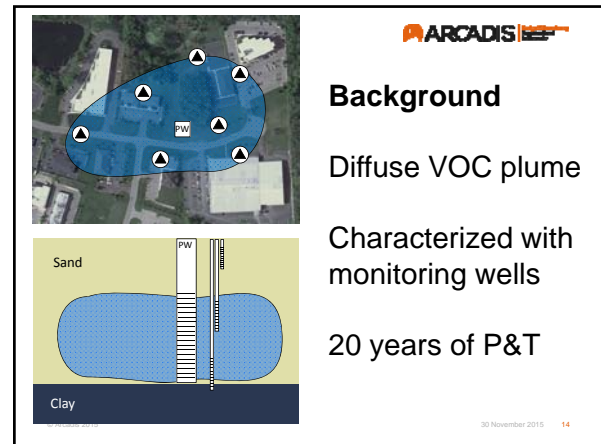 ARCADIS
Background
Diffuse VOC plume
Characterized with
monitoring wells
20 years of P&T
PW
PW
Sand
Clay
© Arcadis 2015
30 November 2015 14